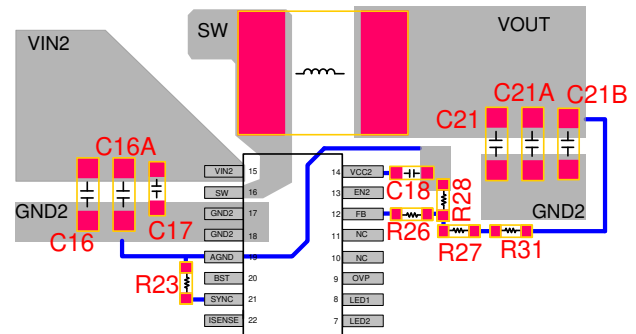 VIN2
SW
VOUT
C21
C21A
C21B
C16A
C16
C17
GND2
GND2
C18
R28
R26
R27
R31
R23
VIN2 15
SW 16
GND2 17
GND2 18
AGND 19
BST 20
SYNC 21
ISENSE 22
14 VCC2
13 EN2
12 FB
11 NC
10 NC
9 OVP
8 LED1
7 LED2